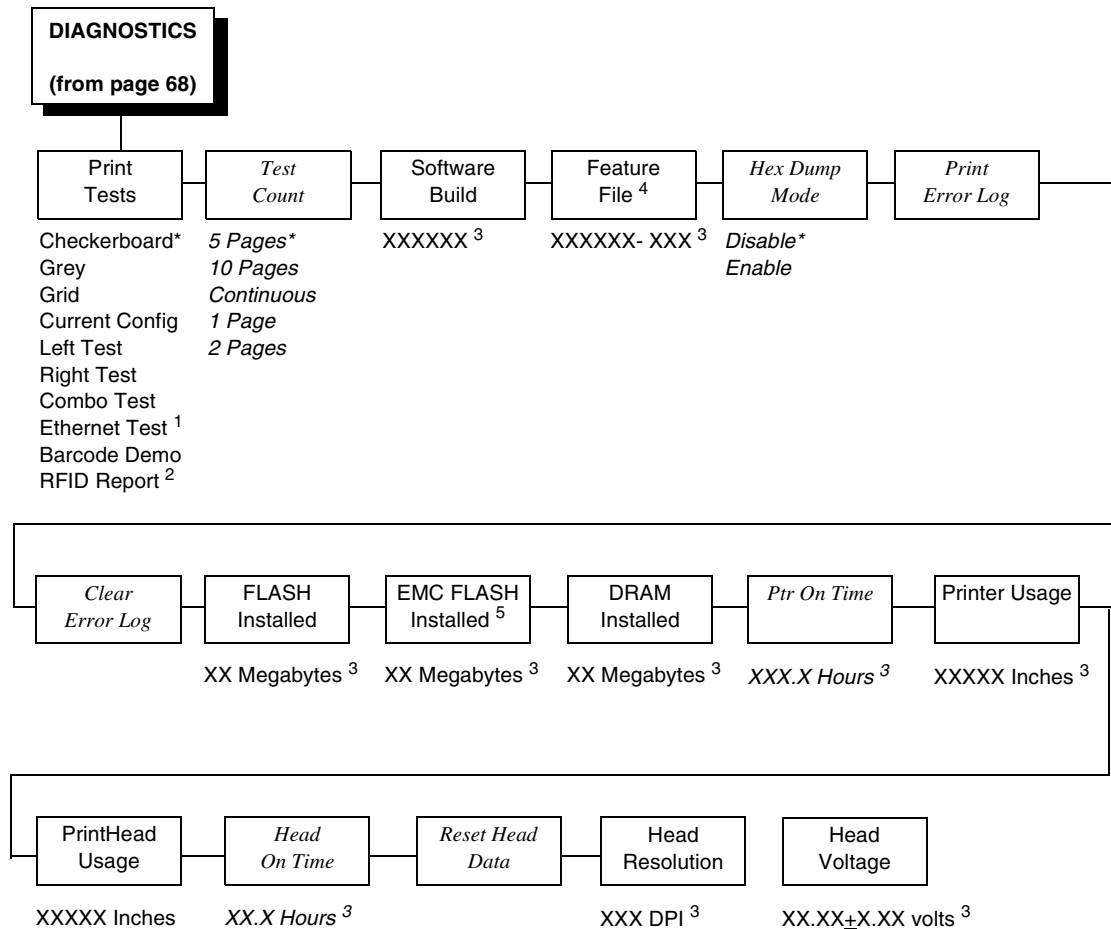 DIAGNOSTICS
(from page 68)
Print
Tests
Test
Count
Software
Build
Feature
File 4
Hex Dump
Mode
Print
Error Log
Checkerboard*
Grey
Grid
Current Config
Left Test
Right Test
Combo Test
Ethernet Test 1
Barcode Demo
RFID Report 2
5 Pages*
10 Pages
Continuous
1 Page
2 Pages
XXXXXX 3
XXXXXX- XXX 3
Disable*
Enable
Clear
Error Log
FLASH
Installed
EMC FLASH
Installed 5
DRAM
Installed
Ptr On Time
Printer Usage
XX Megabytes 3
XX Megabytes 3
XX Megabytes 3
XXX.X Hours 3
XXXXX Inches 3
PrintHead
Usage
Head
On Time
Reset Head
Data
Head
Resolution
Head
Voltage
XXXXX Inches
XX.X Hours 3
XXX DPI 3
XX.XX±X.XX volts 3